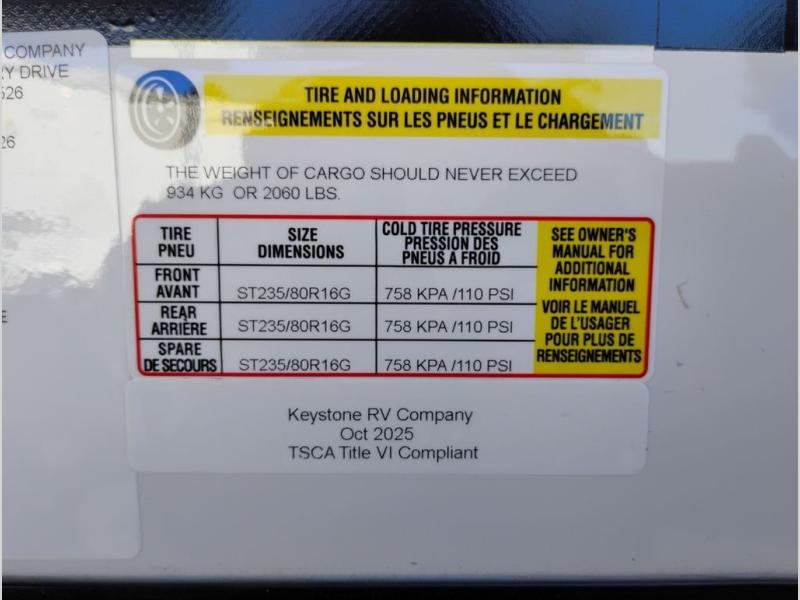 COMPANY
Y DRIVE
526
26
E
TIRE AND LOADING INFORMATION
RENSEIGNEMENTS SUR LES PNEUS ET LE CHARGEMENT
THE WEIGHT OF CARGO SHOULD NEVER EXCEED
934 KG OR 2060 LBS.
TIRE
PNEU
SIZE
DIMENSIONS
COLD TIRE PRESSURE
PRESSION DES
PNEUS A FROID
FRONT
AVANT
ST235/80R16G
758 KPA /110 PSI
REAR
ARRIÈRE
ST235/80R16G
758 KPA /110 PSI
SPARE
DE SECOURS
ST235/80R16G
758 KPA /110 PSI
SEE OWNER'S
MANUAL FOR
ADDITIONAL
INFORMATION
VOIR LE MANUEL
DE L'USAGER
POUR PLUS DE
RENSEIGNEMENTS
Keystone RV Company
Oct 2025
TSCA Title VI Compliant